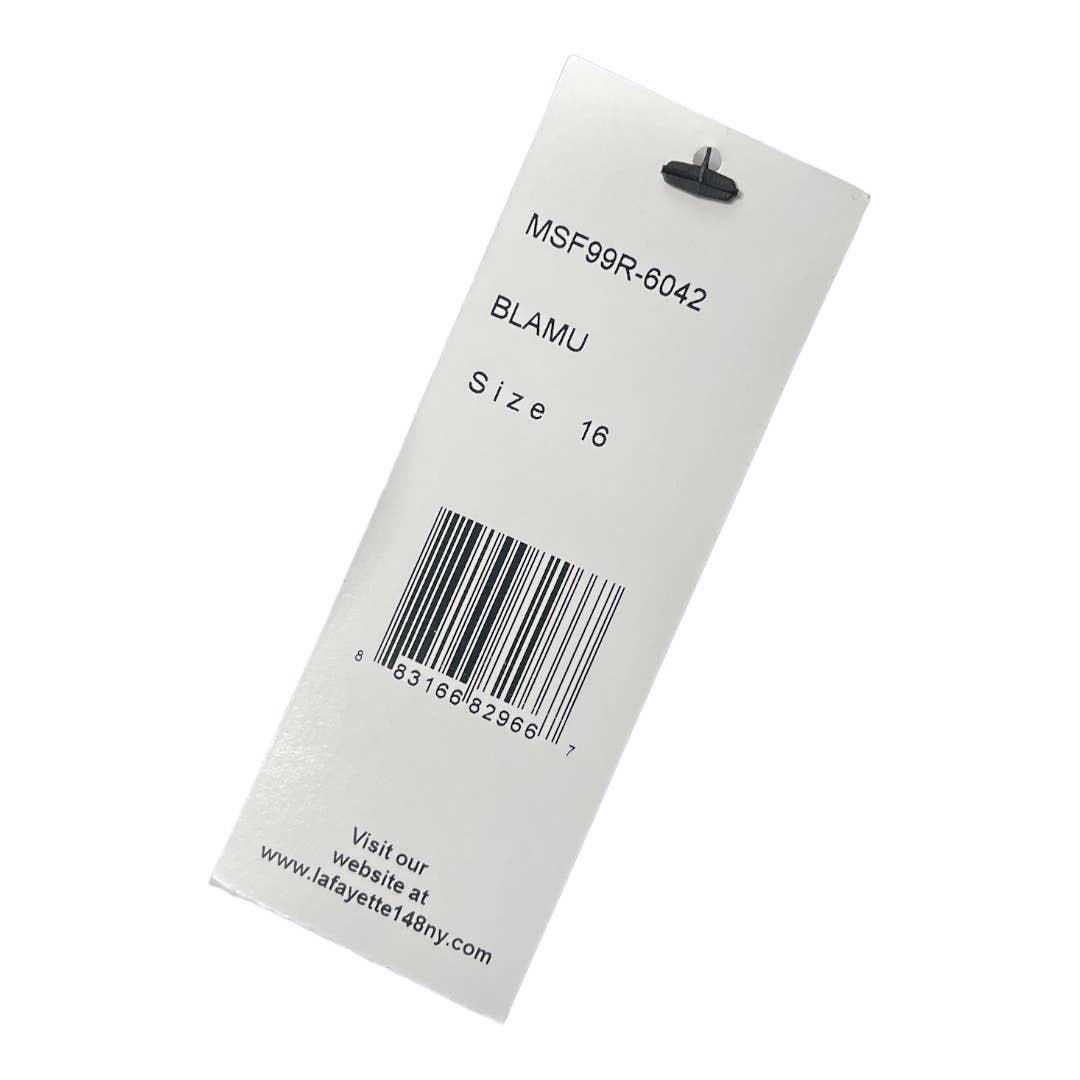 MSF99R-6042
BLAMU
Size 16
8 83166 82966 7
Visit our
website at
www.lafayette148ny.com